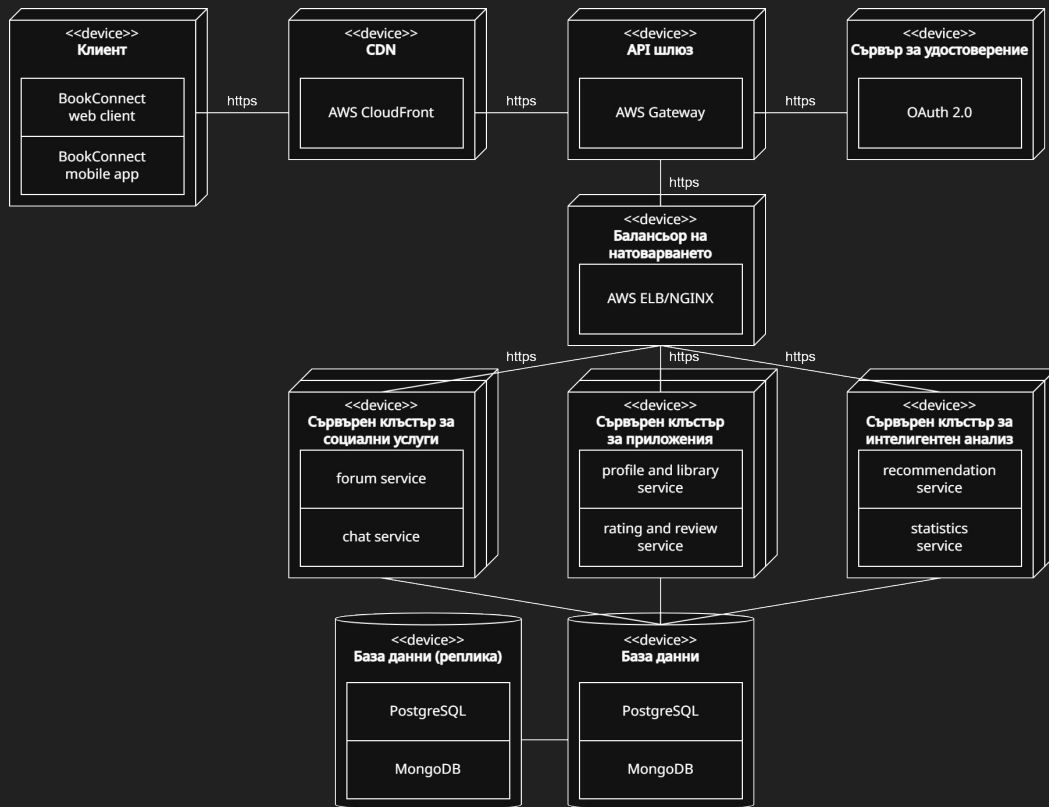 <<device>>
Клиент
BookConnect
web client
BookConnect
mobile app
https
<<device>>
CDN
AWS CloudFront
https
<<device>>
API шлюз
AWS Gateway
https
<<device>>
Сървър за удостоверение
OAuth 2.0
https
<<device>>
Балансьор на
натоварването
AWS ELB/NGINX
https
https
https
<<device>>
Сървърен клъстър за
социални услуги
forum service
chat service
<<device>>
Сървърен клъстър
за приложения
profile and library
service
rating and review
service
<<device>>
Сървърен клъстър за
интелигентен анализ
recommendation
service
statistics
service
<<device>>
База данни (реплика)
PostgreSQL
MongoDB
<<device>>
База данни
PostgreSQL
MongoDB